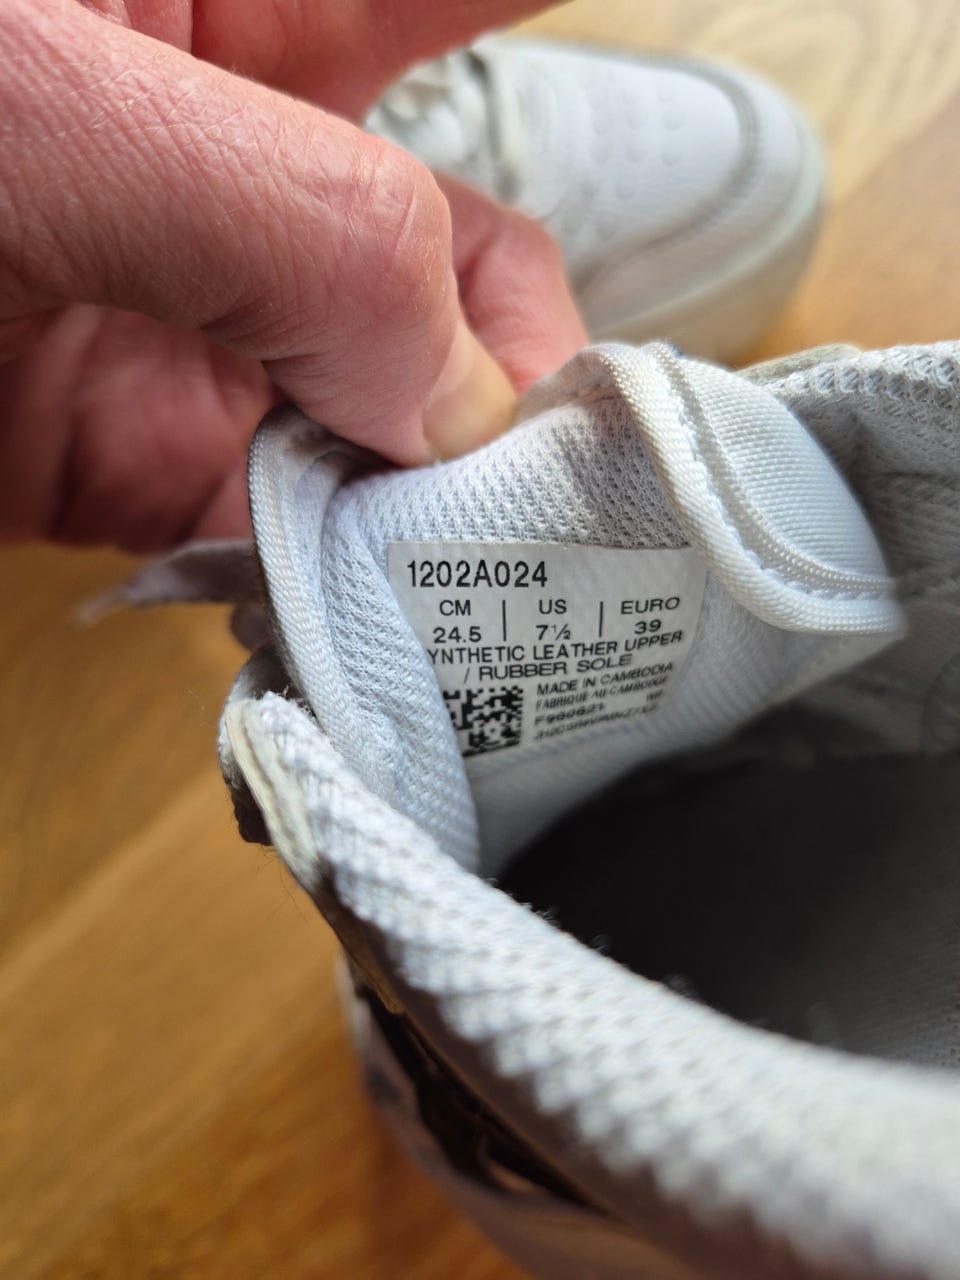 1202A024
CM | US | EURO
24.5 | 7½ | 39
YNTHETIC LEATHER UPPER
/ RUBBER SOLE
MADE IN CAMBODIA
FABRIQUE AU CAMBODGE